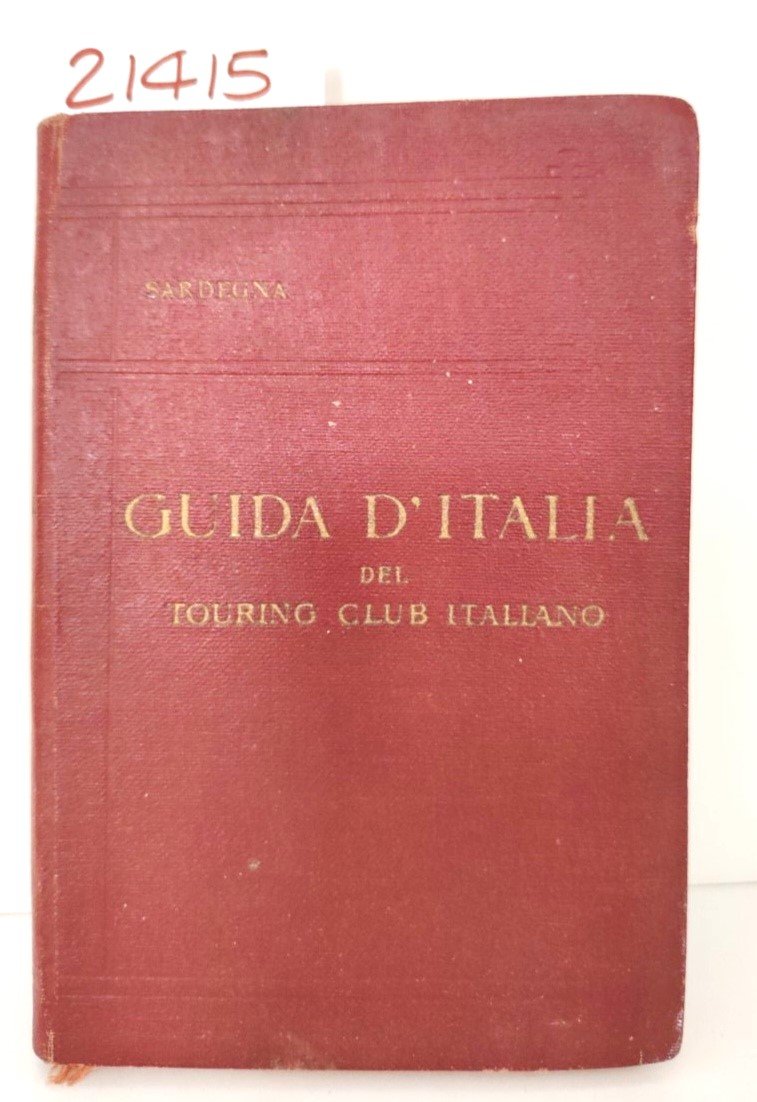 21415
SARDEGNA
GUIDA D'ITALIA
DEL
TOURING CLUB ITALIANO